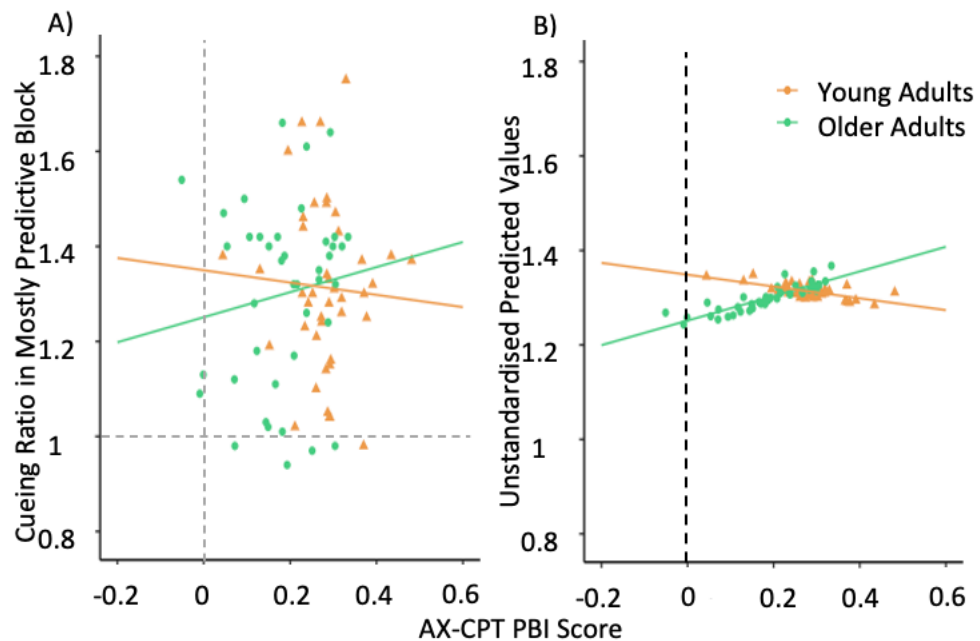 A)
Cueing Ratio in Mostly Predictive Block
1.8
1.6
1.4
1.2
1
0.8
-0.2 0 0.2 0.4 0.6
B)
Unstandardised Predicted Values
1.8
1.6
1.4
1.2
1
0.8
-0.2 0 0.2 0.4 0.6
Young Adults
Older Adults
AX-CPT PBI Score